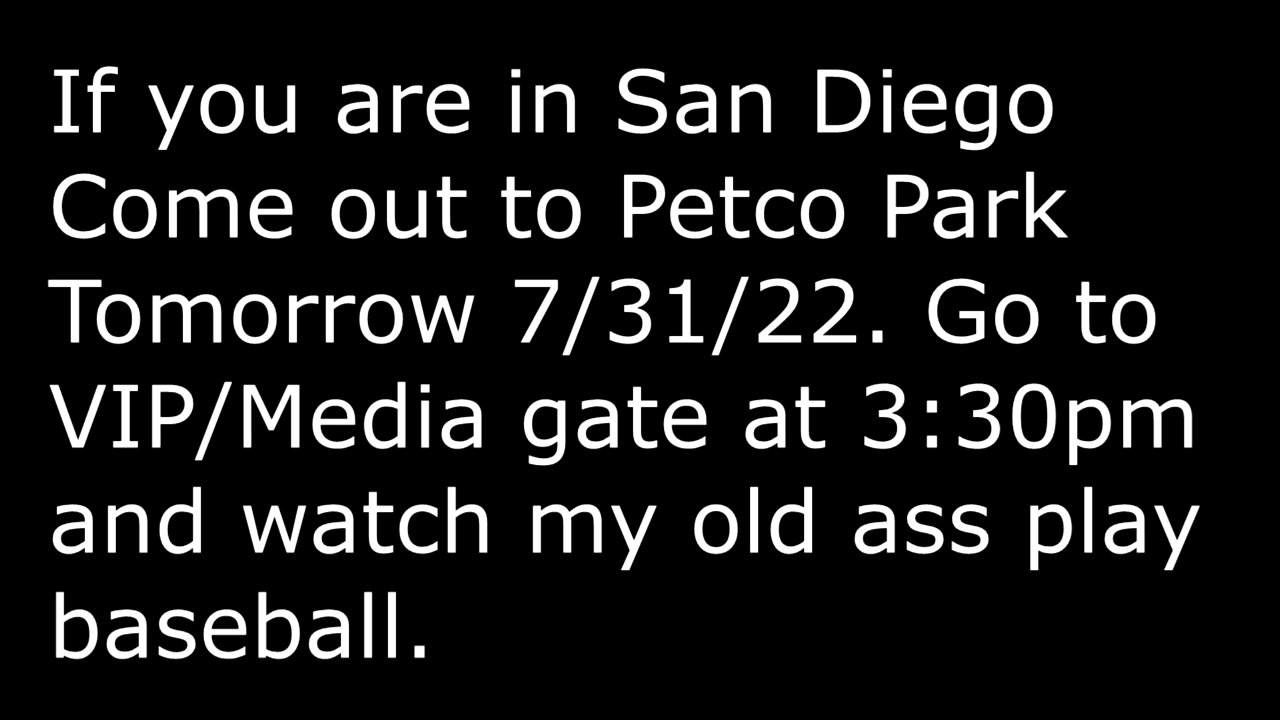 If you are in San Diego
Come out to Petco Park
Tomorrow 7/31/22. Go to
VIP/Media gate at 3:30pm
and watch my old ass play
baseball.